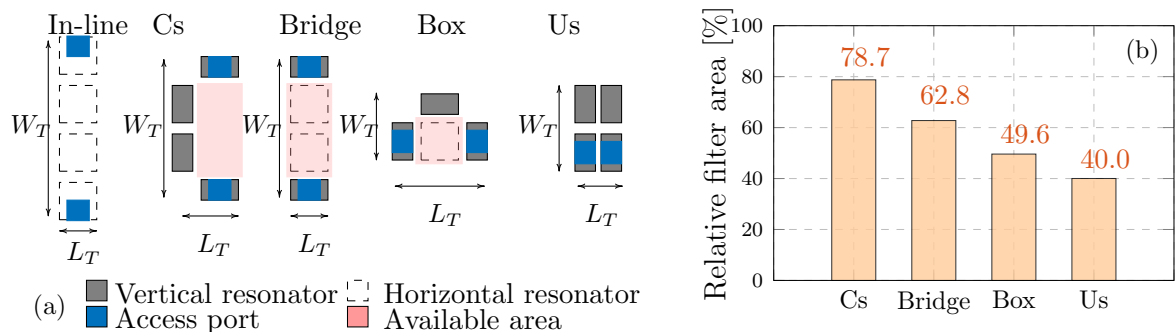 In-line Cs Bridge Box Us
W_T W_T W_T W_T W_T
L_T L_T L_T L_T L_T
(a) Vertical resonator Horizontal resonator
Access port Available area
(b)
Relative filter area [%]
100
80
60
40
20
0
78.7
62.8
49.6
40.0
Cs Bridge Box Us